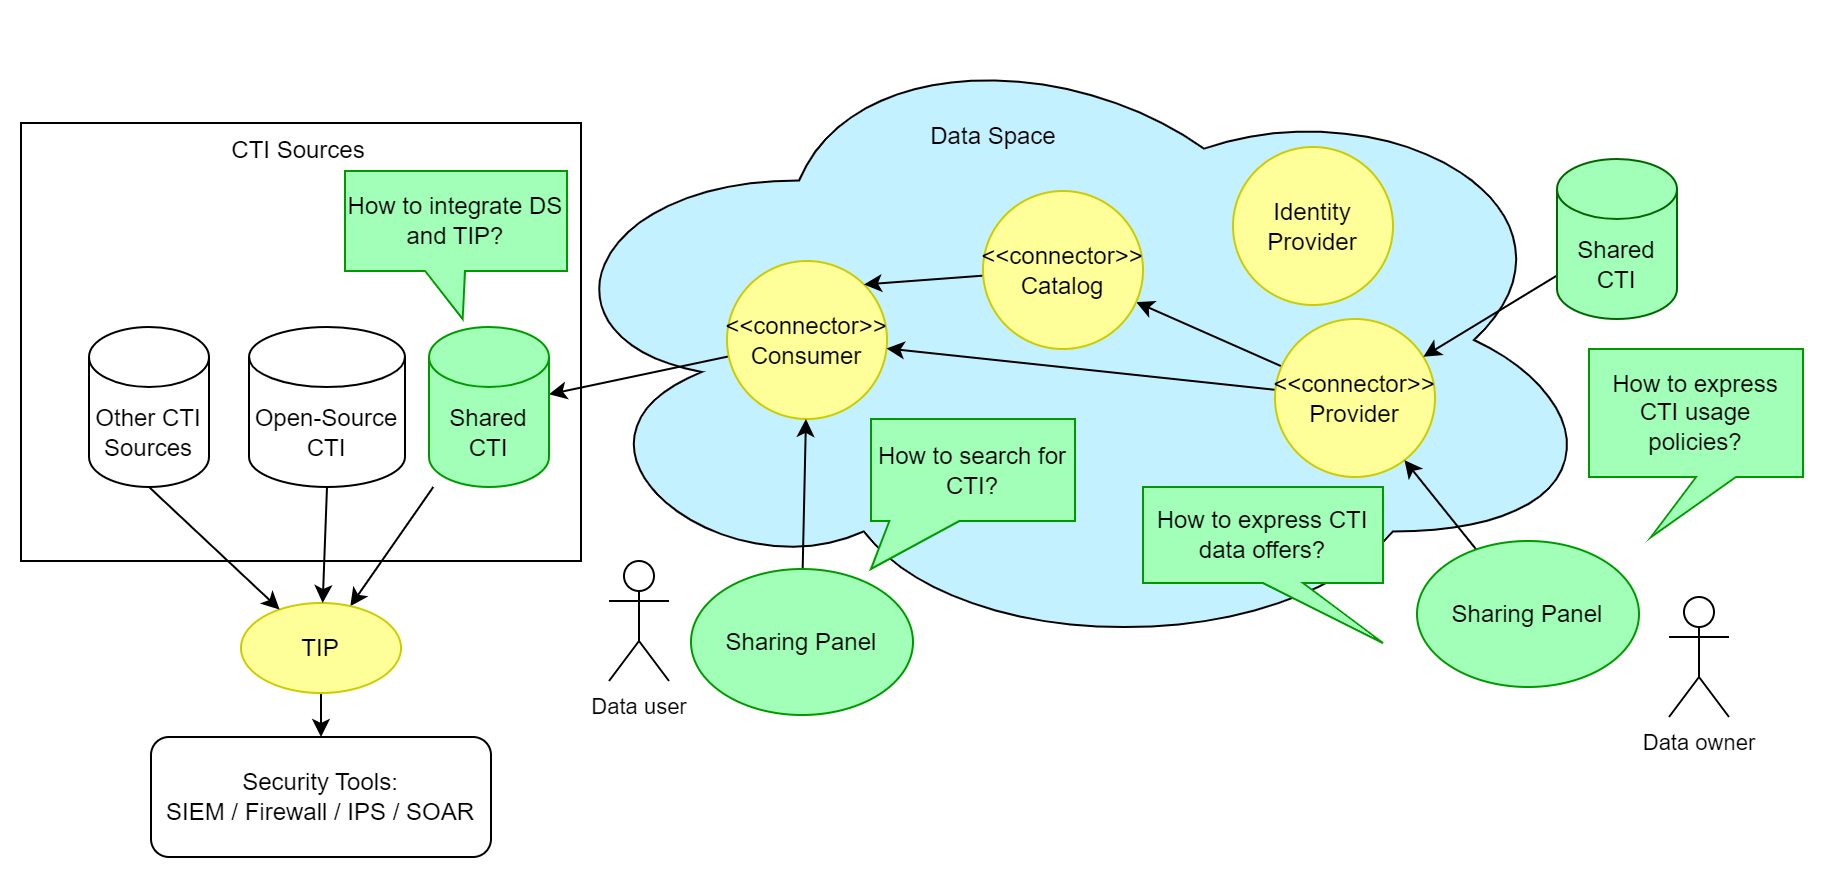 CTI Sources
How to integrate DS
and TIP?
Other CTI
Sources
Open-Source
CTI
Shared
CTI
TIP
Security Tools:
SIEM / Firewall / IPS / SOAR
Data Space
<<connector>>
Consumer
<<connector>>
Catalog
Identity
Provider
<<connector>>
Provider
Shared
CTI
How to search for
CTI?
How to express CTI
data offers?
How to express
CTI usage
policies?
Data user
Sharing Panel
Sharing Panel
Data owner